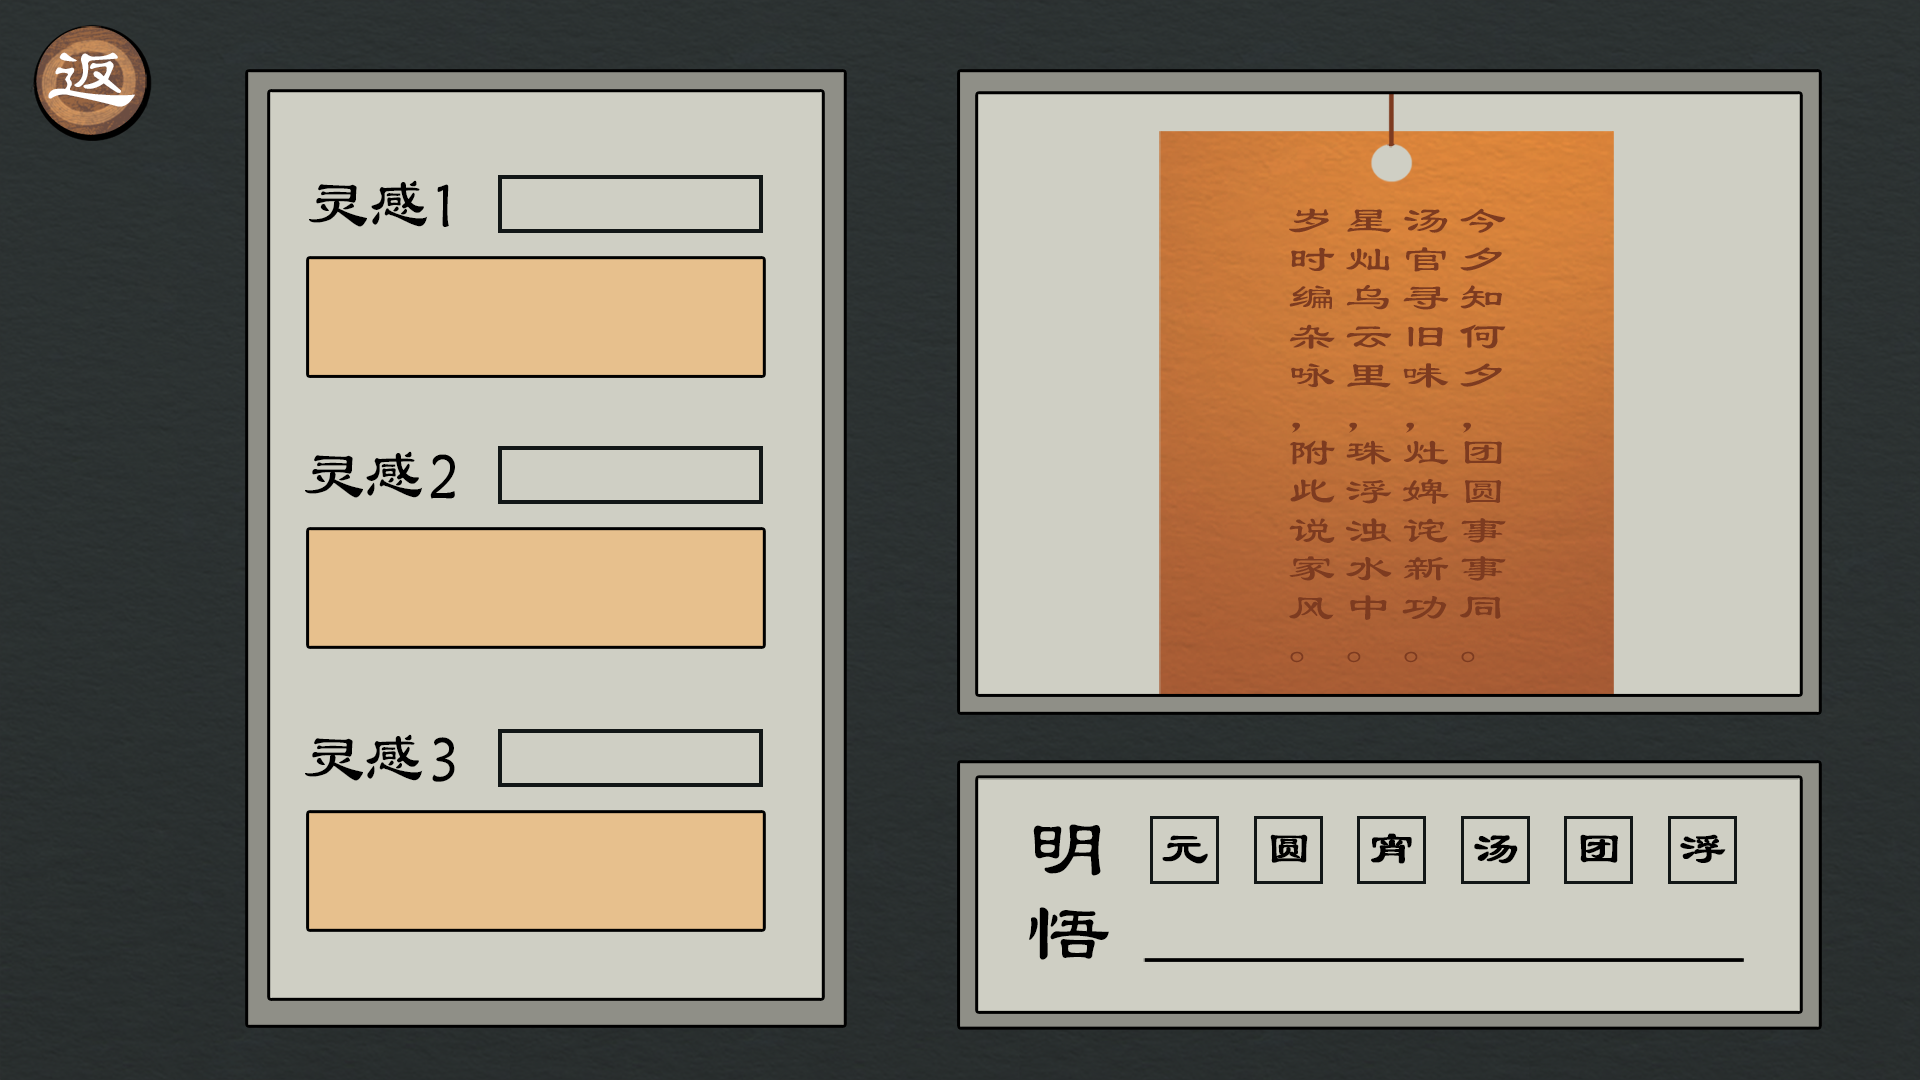 返
灵感1
灵感2
灵感3
今夕知何夕，团圆事事同。
汤官寻旧味，灶婢诧新功。
星灿乌云里，珠浮浊水中。
岁时编杂咏，附此说家风。
明悟
元 圆 宵 汤 团 浮